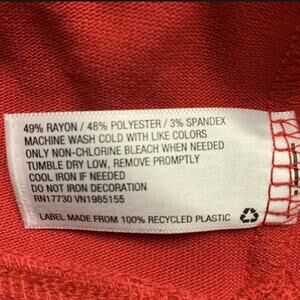 49% RAYON / 48% POLYESTER / 3% SPANDEX
MACHINE WASH COLD WITH LIKE COLORS
ONLY NON-CHLORINE BLEACH WHEN NEEDED
TUMBLE DRY LOW, REMOVE PROMPTLY
COOL IRON IF NEEDED
DO NOT IRON DECORATION
RN17730 VN1985155
LABEL MADE FROM 100% RECYCLED PLASTIC